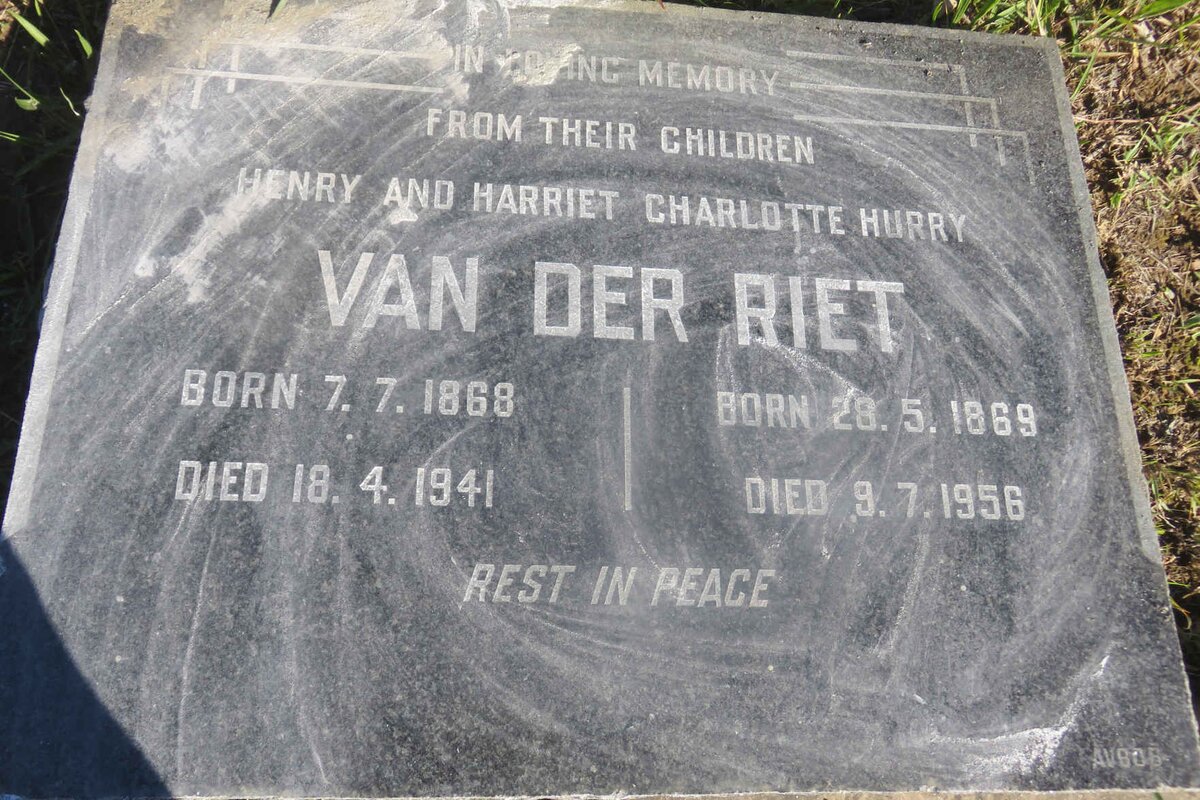 IN LOVING MEMORY
FROM THEIR CHILDREN
HENRY AND HARRIET CHARLOTTE HURRY
VAN DER RIET
BORN 7. 7. 1868
DIED 18. 4. 1941
BORN 28. 5. 1869
DIED 9. 7. 1956
REST IN PEACE
AVBOB